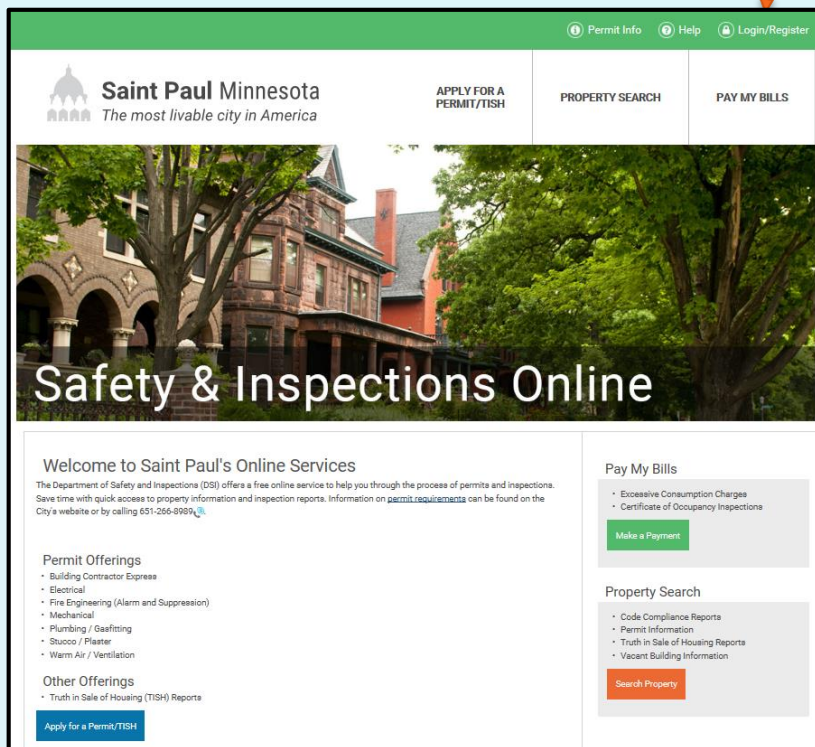 Permit Info Help Login/Register
Saint Paul Minnesota
The most livable city in America
APPLY FOR A
PERMIT/TISH
PROPERTY SEARCH
PAY MY BILLS
Safety & Inspections Online
Welcome to Saint Paul's Online Services
The Department of Safety and Inspections (DSI) offers a free online service to help you through the process of permits and inspections.
Save time with quick access to property information and inspection reports. Information on permit requirements can be found on the
City's website or by calling 651-266-8989
Permit Offerings
• Building Contractor Express
• Electrical
• Fire Engineering (Alarm and Suppression)
• Mechanical
• Plumbing / Gasfitting
• Stucco / Plaster
• Warm Air / Ventilation
Other Offerings
• Truth in Sale of Housing (TISH) Reports
Apply for a Permit/TISH
Pay My Bills
• Excessive Consumption Charges
• Certificate of Occupancy Inspections
Make a Payment
Property Search
• Code Compliance Reports
• Permit Information
• Truth in Sale of Housing Reports
• Vacant Building Information
Search Property